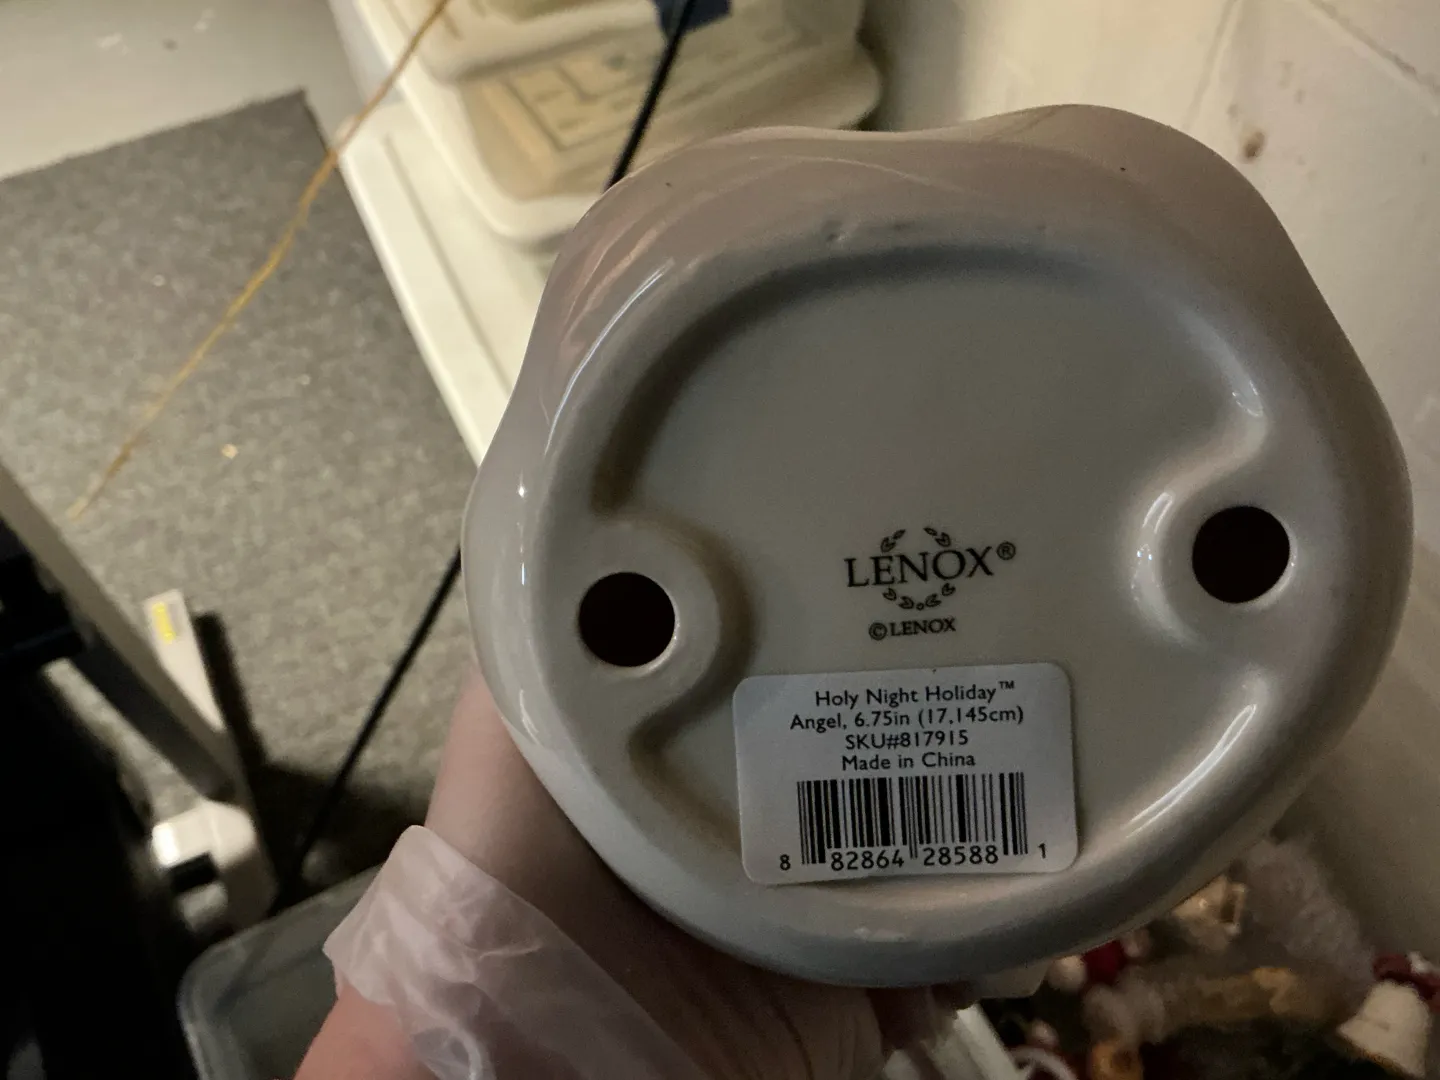 LENOX®
©LENOX
Holy Night Holiday™
Angel, 6.75in (17,145cm)
SKU#817915
Made in China
8 82864 28588 1